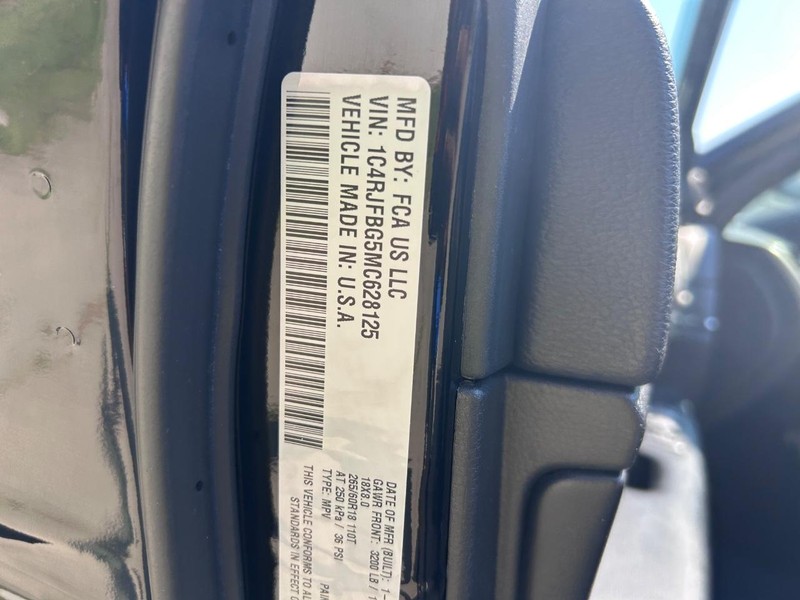 MFD BY: FCA US LLC
VIN: 1C4RJFBG5MC628125
VEHICLE MADE IN: U.S.A.
DATE OF MFR (BUILT): 1-
GAWR FRONT: 3200 LB / 1
18X8.0
265/60R18 110T
AT 250 kPa / 36 PSI
TYPE: MPV
THIS VEHICLE CONFORMS TO ALL
STANDARDS IN EFFECT